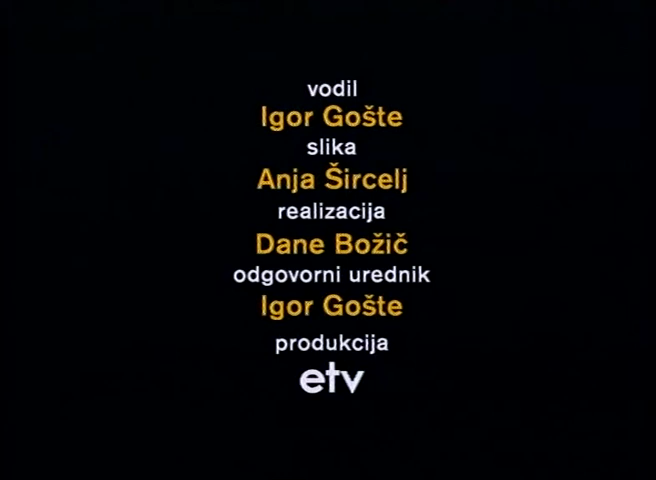 vodil
Igor Gošte
slika
Anja Šircelj
realizacija
Dane Božič
odgovorni urednik
Igor Gošte
produkcija
etv